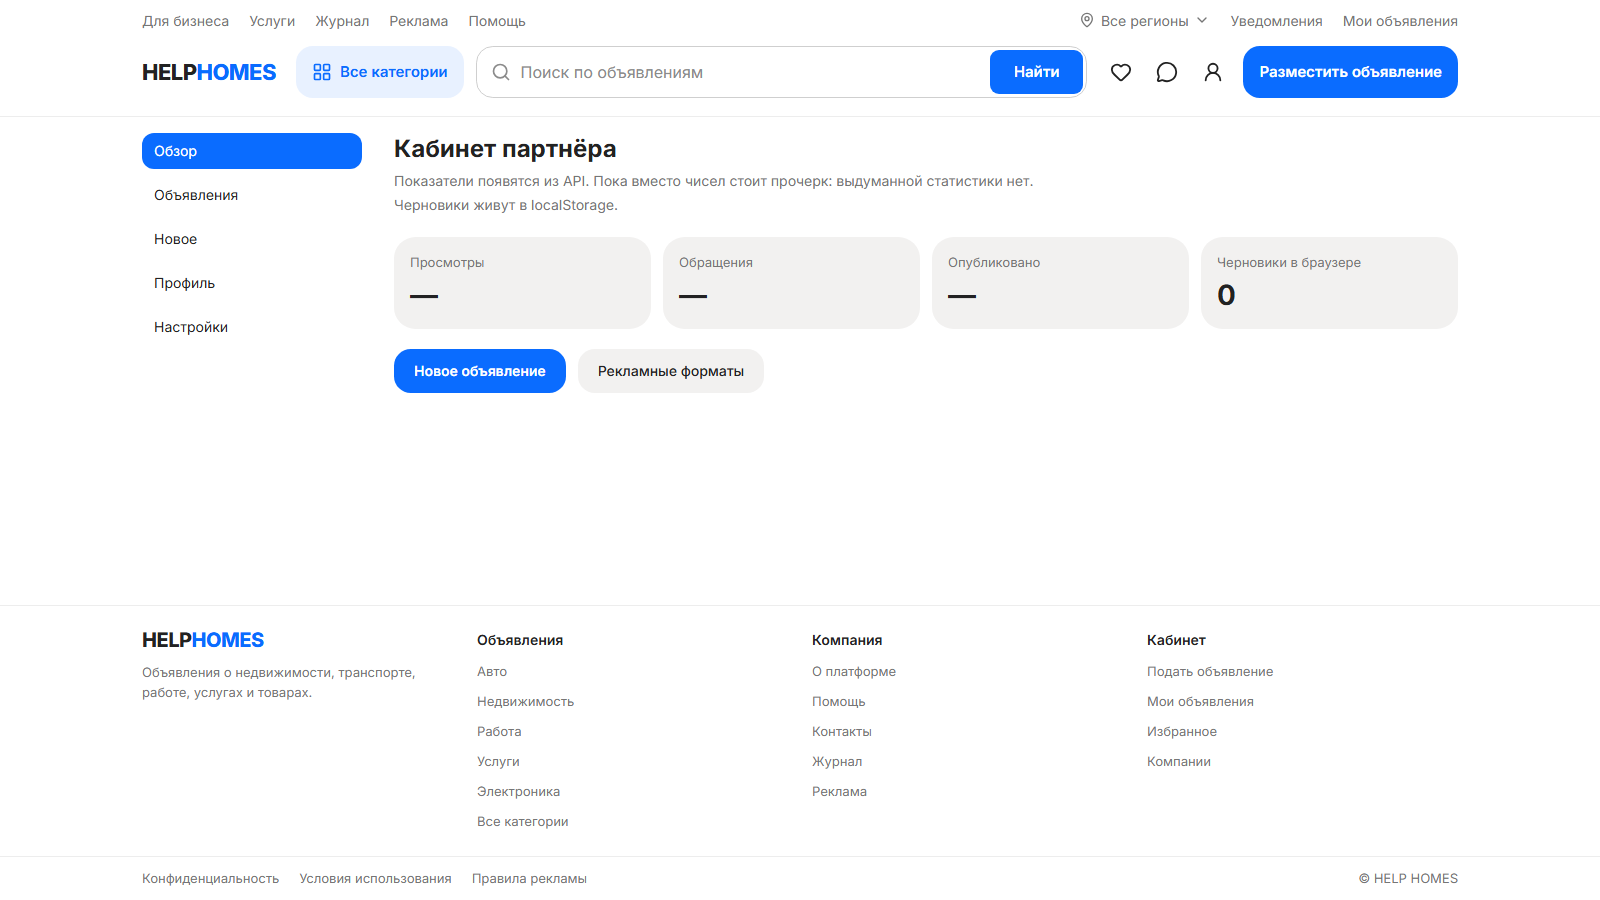 Для бизнеса Услуги Журнал Реклама Помощь Все регионы Уведомления Мои объявления
HELPHOMES Все категории Поиск по объявлениям Найти Разместить объявление
Обзор
Объявления
Новое
Профиль
Настройки
Кабинет партнёра
Показатели появятся из API. Пока вместо чисел стоит прочерк: выдуманной статистики нет.
Черновики живут в localStorage.
Просмотры Обращения Опубликовано Черновики в браузере
— — — 0
Новое объявление Рекламные форматы
HELPHOMES
Объявления о недвижимости, транспорте,
работе, услугах и товарах.
Объявления
Авто
Недвижимость
Работа
Услуги
Электроника
Все категории
Компания
О платформе
Помощь
Контакты
Журнал
Реклама
Кабинет
Подать объявление
Мои объявления
Избранное
Компании
Конфиденциальность Условия использования Правила рекламы © HELP HOMES